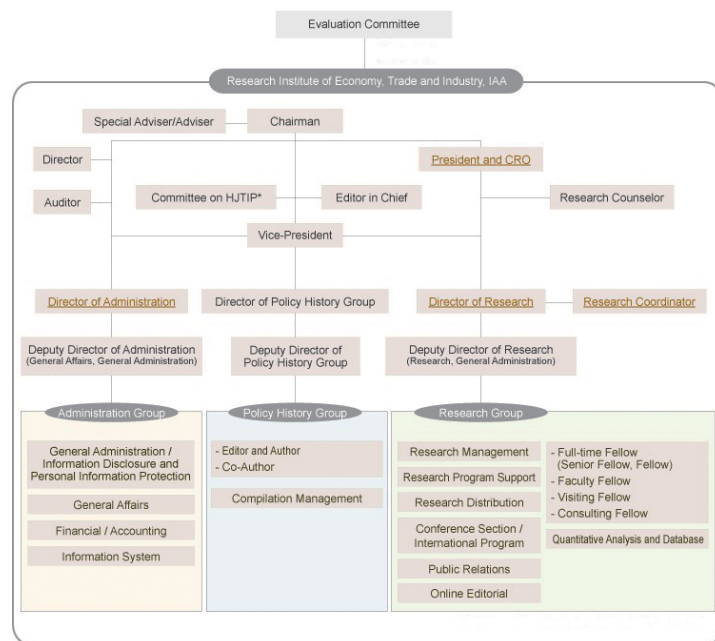 Evaluation Committee
Research Institute of Economy, Trade and Industry, IAA
Special Adviser/Adviser
Chairman
Director
President and CRO
Auditor
Committee on HJTIP*
Editor in Chief
Research Counselor
Vice-President
Director of Administration
Director of Policy History Group
Director of Research
Research Coordinator
Deputy Director of Administration
(General Affairs, General Administration)
Deputy Director of
Policy History Group
Deputy Director of Research
(Research, General Administration)
Administration Group
General Administration /
Information Disclosure and
Personal Information Protection
General Affairs
Financial / Accounting
Information System
Policy History Group
- Editor and Author
- Co-Author
Compilation Management
Research Group
Research Management
Research Program Support
Research Distribution
Conference Section /
International Program
Public Relations
Online Editorial
- Full-time Fellow
(Senior Fellow, Fellow)
- Faculty Fellow
- Visiting Fellow
- Consulting Fellow
Quantitative Analysis and Database